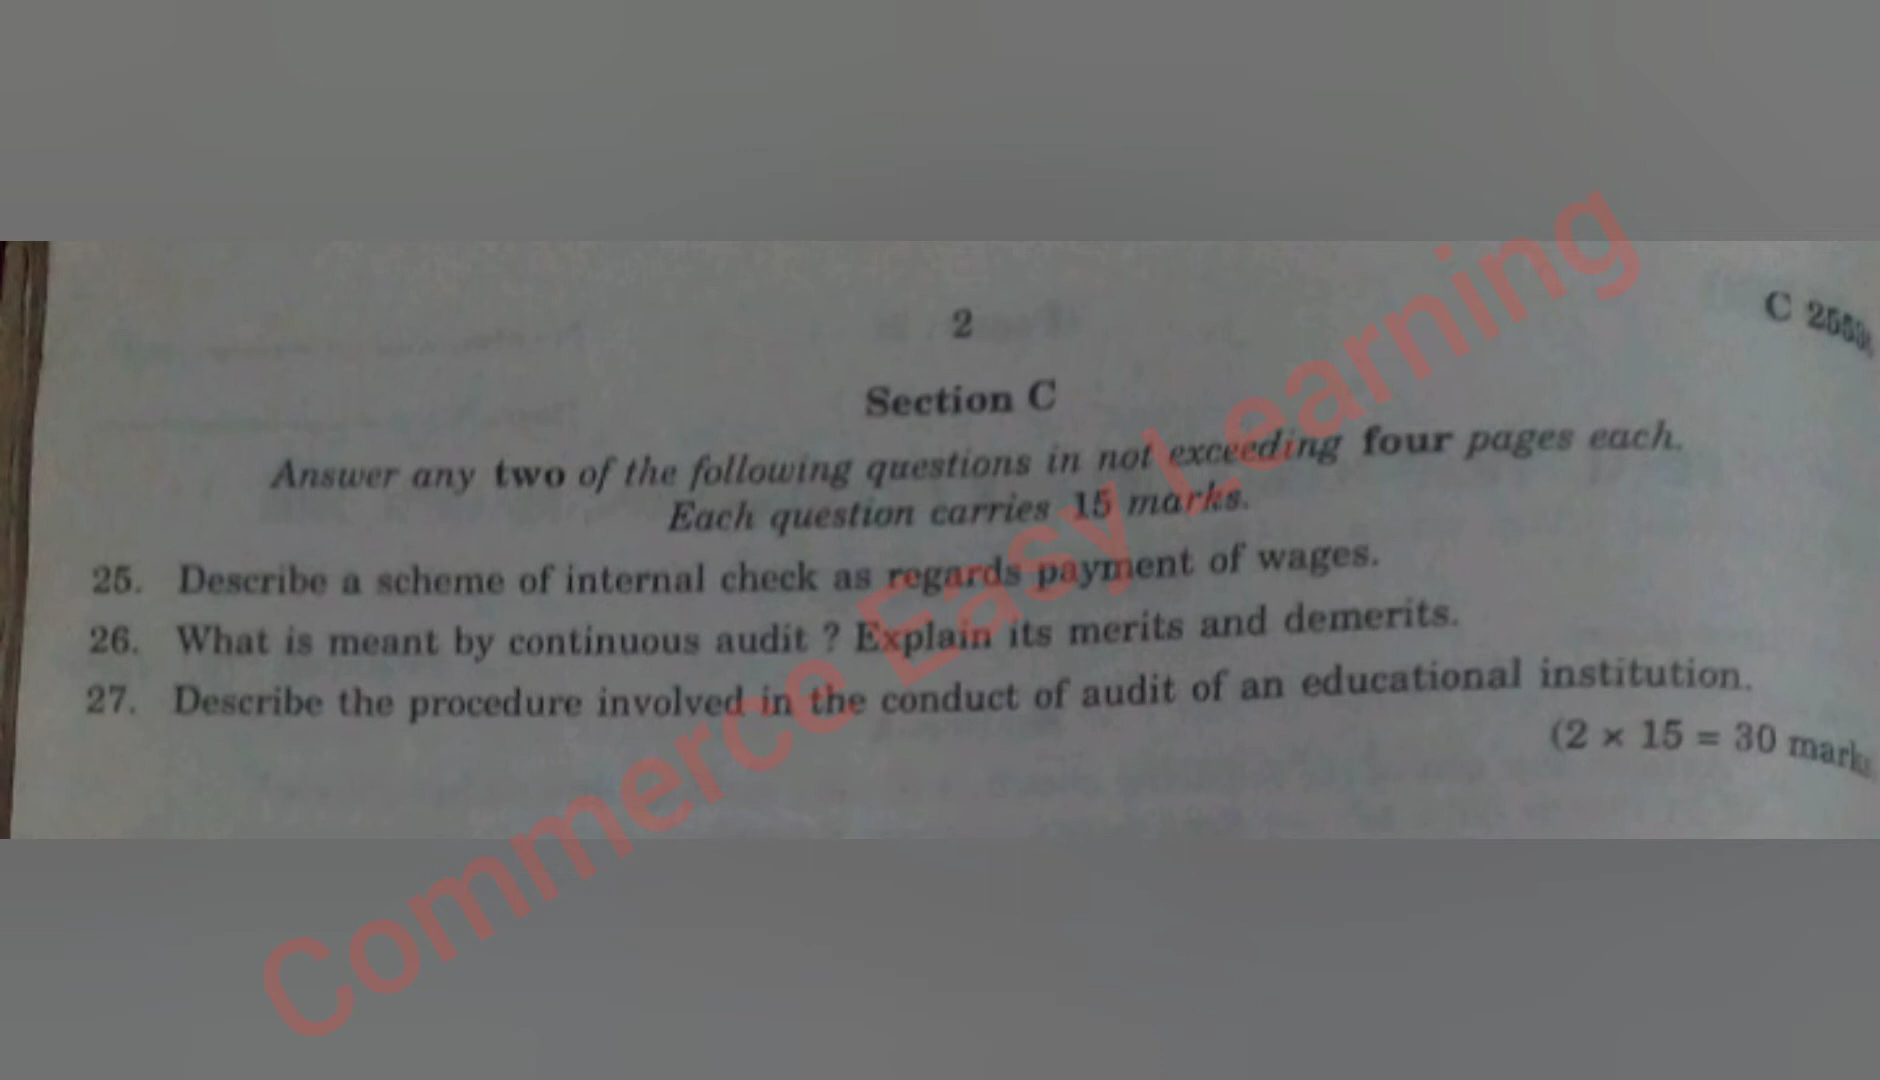 2
C 255
Section C
Answer any two of the following questions in not exceeding four pages each.
Each question carries 15 marks.
25. Describe a scheme of internal check as regards payment of wages.
26. What is meant by continuous audit ? Explain its merits and demerits.
27. Describe the procedure involved in the conduct of audit of an educational institution.
(2 × 15 = 30 marks
Commerce Easy Learning